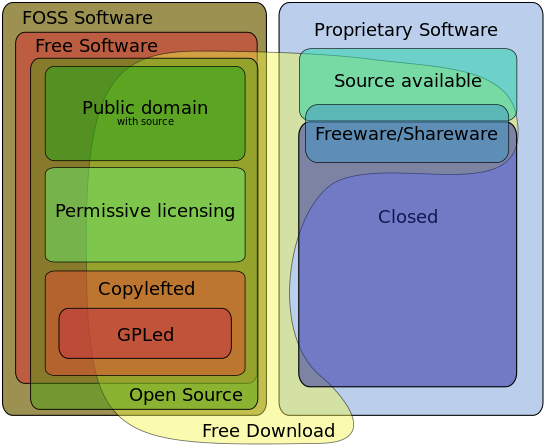 FOSS Software
Free Software
Public domain
with source
Permissive licensing
Copylefted
GPLed
Open Source
Free Download
Proprietary Software
Source available
Freeware/Shareware
Closed